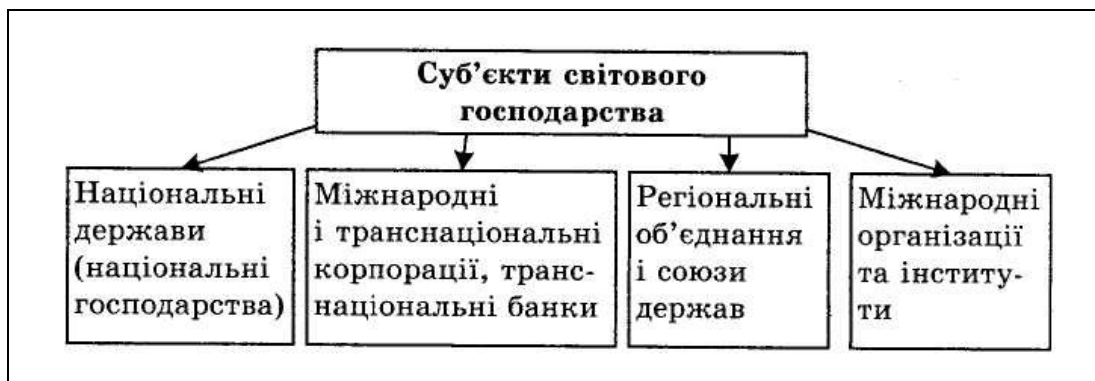 Суб’єкти світового
господарства
Національні
держави
(національні
господарства)
Міжнародні
і транснаціональні
корпорації, транс-
національні банки
Регіональні
об’єднання
і союзи
держав
Міжнародні
організації
та інститу-
ти